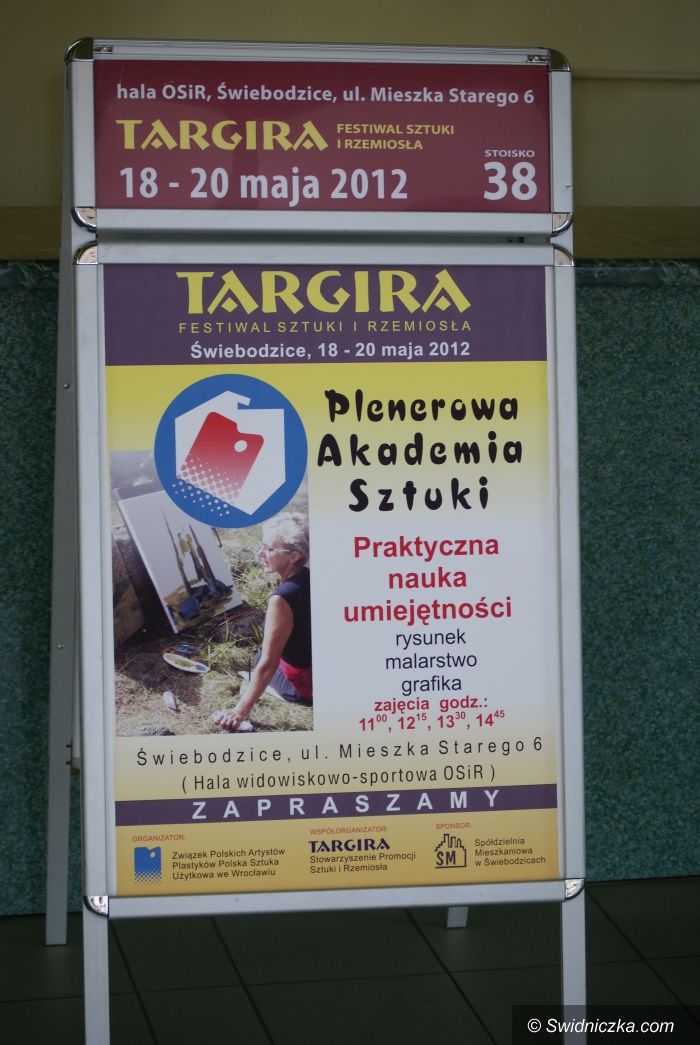 hala OSiR, Świebodzice, ul. Mieszka Starego 6
TARGIRA FESTIWAL SZTUKI
I RZEMIOSŁA
18 - 20 maja 2012
STOISKO
38
TARGIRA
FESTIWAL SZTUKI I RZEMIOSŁA
Świebodzice, 18 - 20 maja 2012
Plenerowa
Akademia
Sztuki
Praktyczna
nauka
umiejętności
rysunek
malarstwo
grafika
zajęcia godz.:
11⁰⁰, 12¹⁵, 13³⁰, 14⁴⁵
Świebodzice, ul. Mieszka Starego 6
( Hala widowiskowo-sportowa OSiR )
ZAPRASZAMY
ORGANIZATOR:
Związek Polskich Artystów
Plastyków Polska Sztuka
Użytkowa we Wrocławiu
WSPÓŁORGANIZATOR:
TARGIRA
Stowarzyszenie Promocji
Sztuki i Rzemiosła
SPONSOR:
SM
Spółdzielnia
Mieszkaniowa
w Świebodzicach
© Swidniczka.com